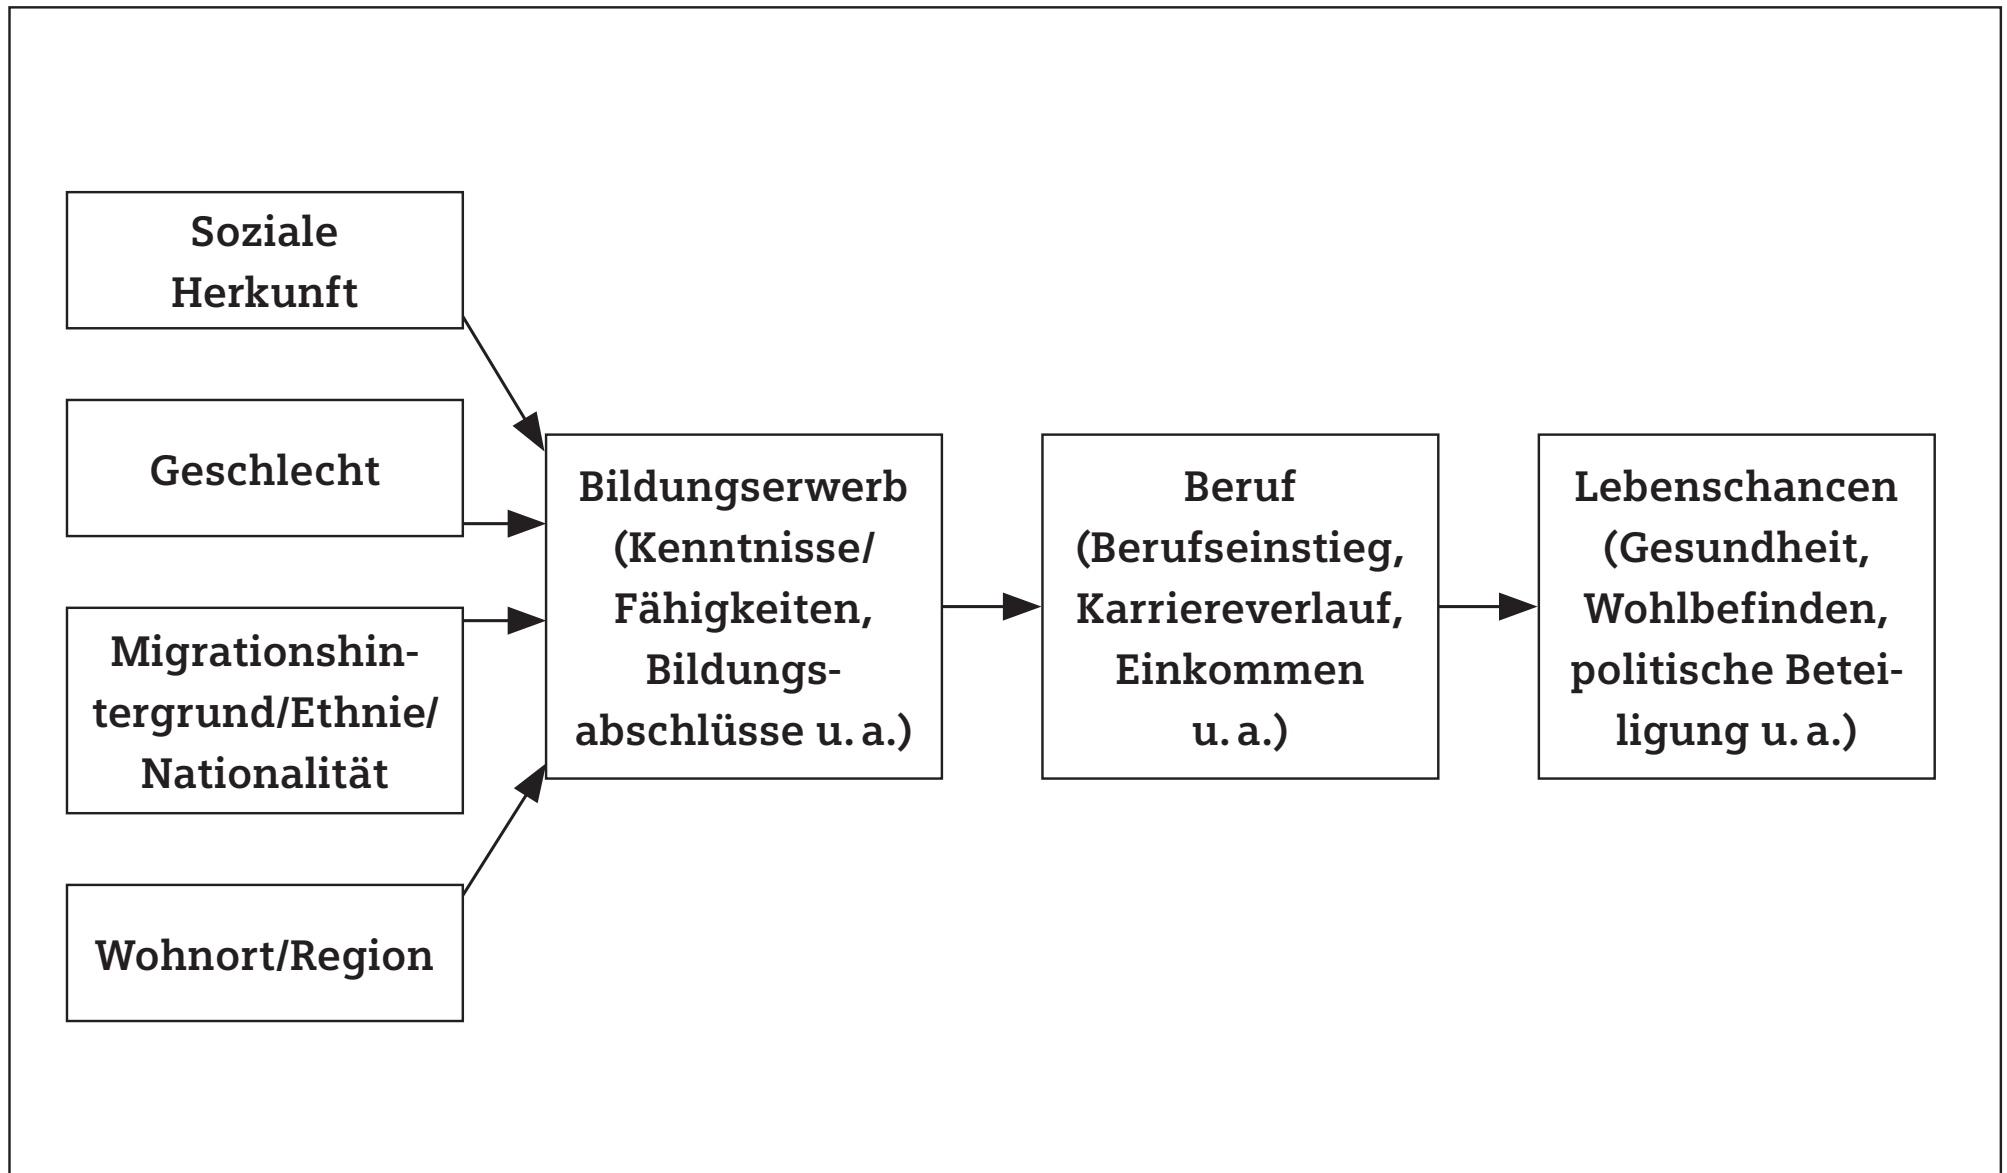 Soziale
Herkunft
Geschlecht
Migrationshin-
tergrund/Ethnie/
Nationalität
Wohnort/Region
Bildungserwerb
(Kenntnisse/
Fähigkeiten,
Bildungs-
abschlüsse u. a.)
Beruf
(Berufseinstieg,
Karriereverlauf,
Einkommen
u. a.)
Lebenschancen
(Gesundheit,
Wohlbefinden,
politische Betei-
ligung u. a.)